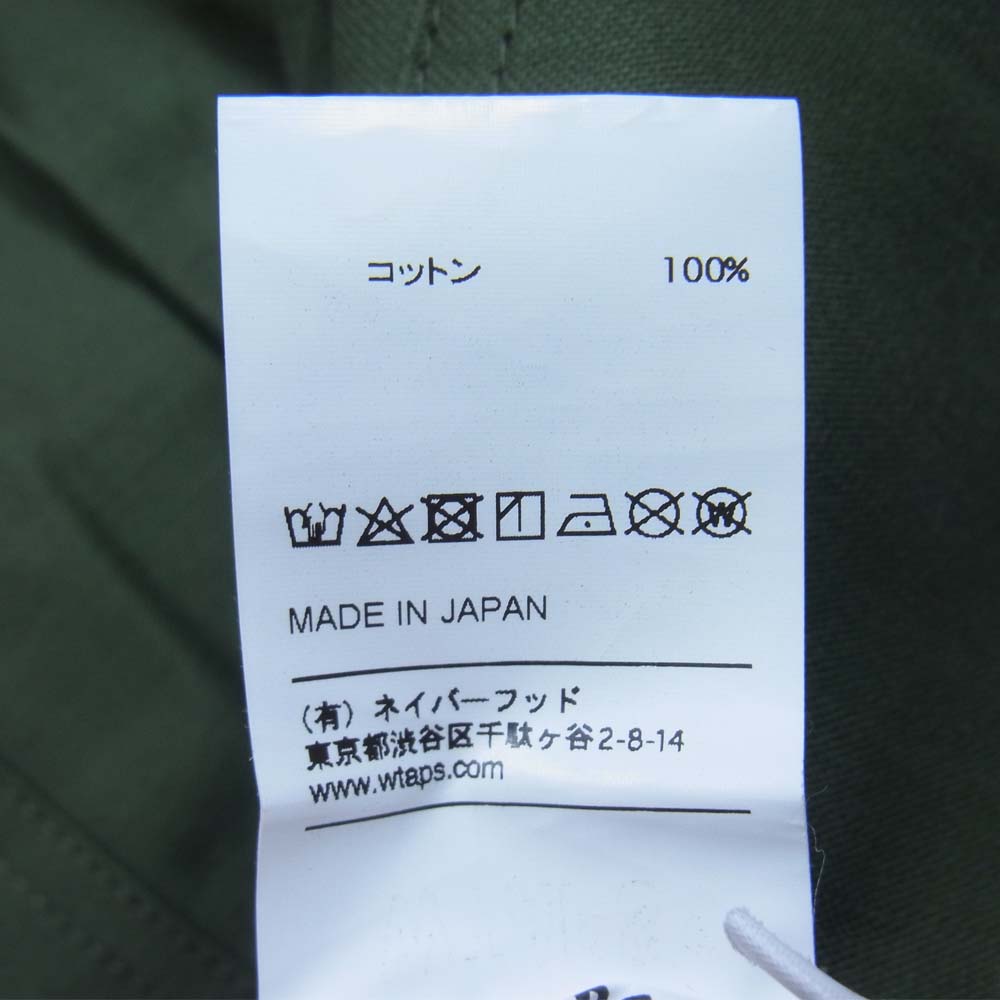 コットン 100%
MADE IN JAPAN
(有) ネイバーフッド
東京都渋谷区千駄ヶ谷2-8-14
www.wtaps.com